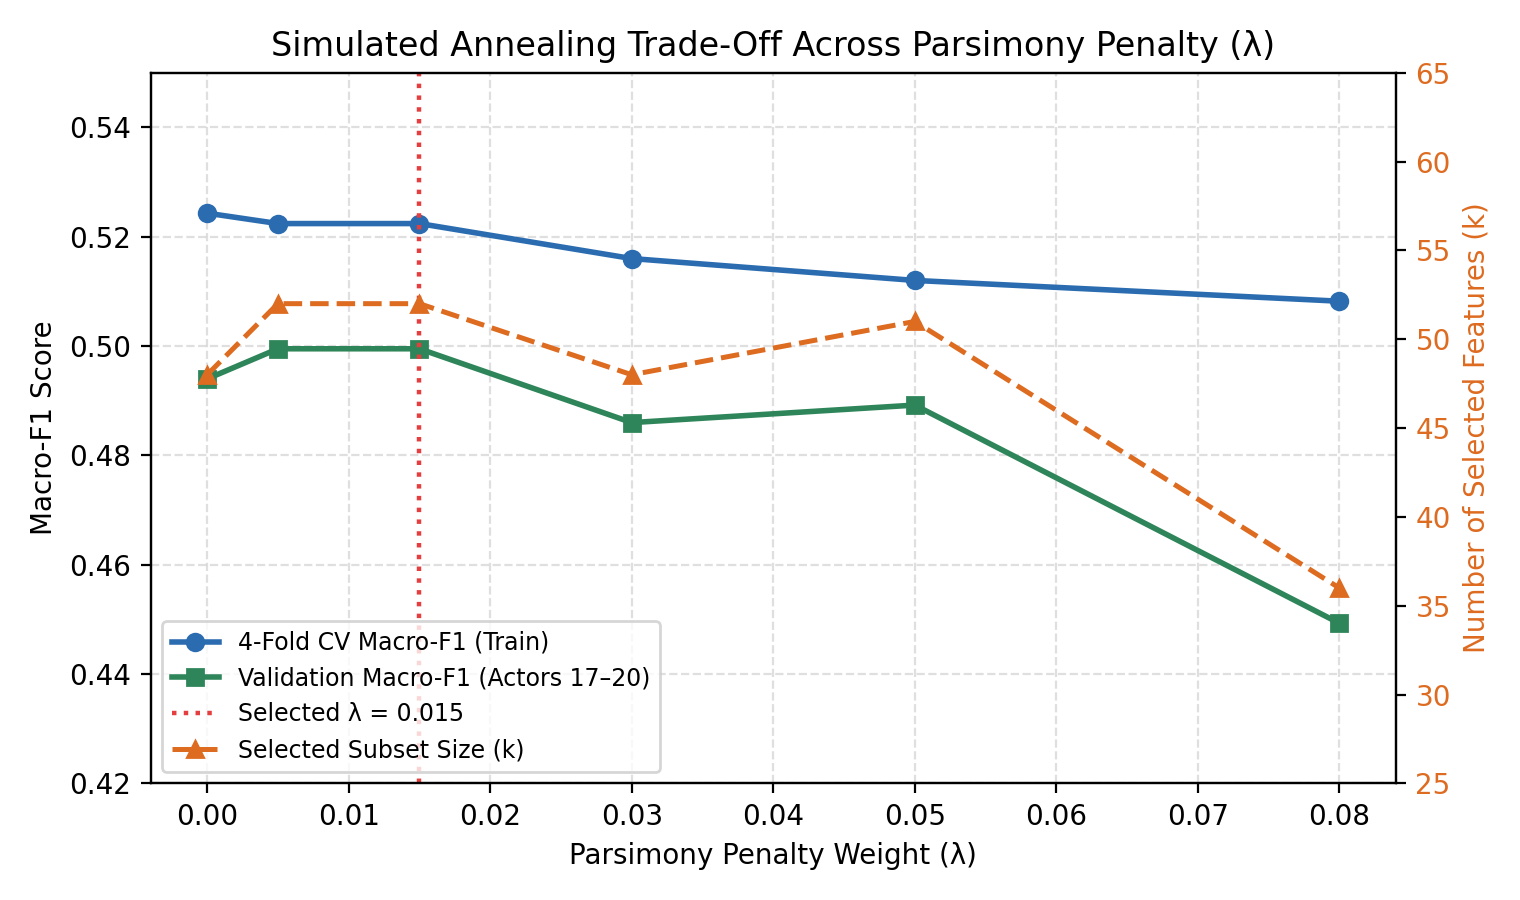 Simulated Annealing Trade-Off Across Parsimony Penalty (λ)
Macro-F1 Score
0.54
0.52
0.50
0.48
0.46
0.44
0.42
65
60
55
50
45
40
35
30
25
Number of Selected Features (k)
4-Fold CV Macro-F1 (Train)
Validation Macro-F1 (Actors 17–20)
Selected λ = 0.015
Selected Subset Size (k)
0.00 0.01 0.02 0.03 0.04 0.05 0.06 0.07 0.08
Parsimony Penalty Weight (λ)